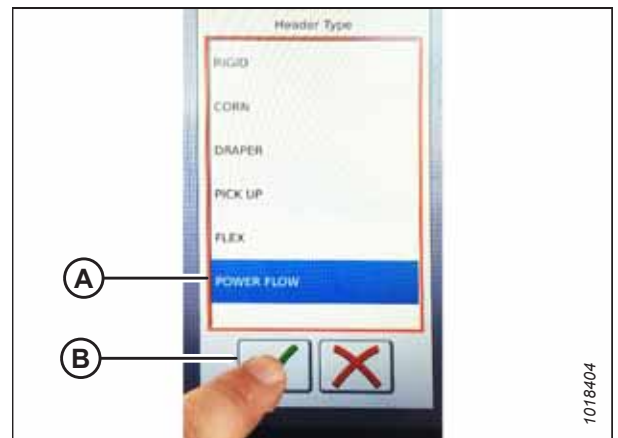 Header Type
RIGID
CORN
DRAPER
PICK UP
FLEX
A
POWER FLOW
B
1018404